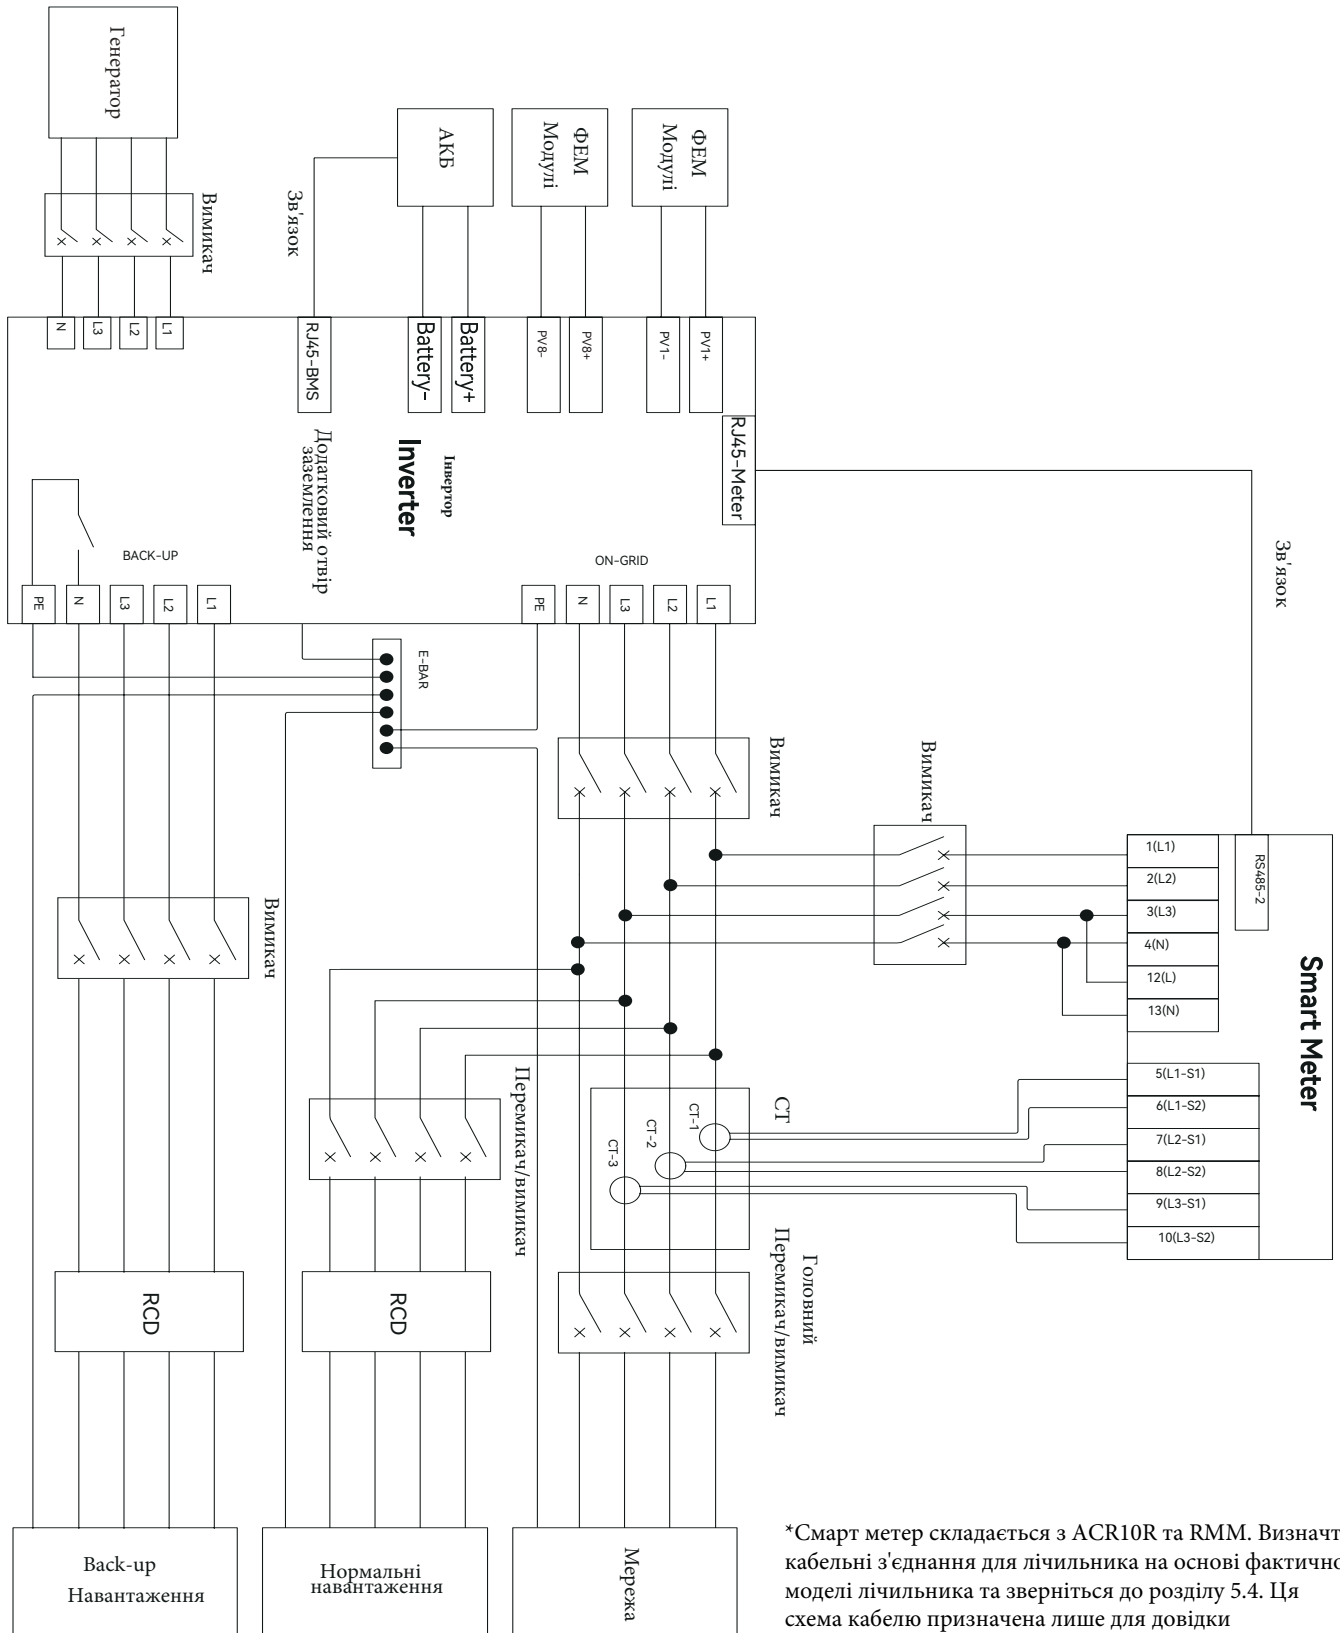 Генератор
Вимикач
N
L3
L2
L1
Зв'язок
АКБ
ФЕМ
Модулі
ФЕМ
Модулі
RJ45-BMS
Battery-
Battery+
PV8-
PV8+
PV1-
PV1+
RJ45-Meter
Інвертор
Inverter
Додатковий отвір
заземлення
BACK-UP
ON-GRID
PE
N
L3
L2
L1
PE
N
L3
L2
L1
E-BAR
Зв'язок
Вимикач
Вимикач
Вимикач
Smart Meter
RS485-2
1(L1)
2(L2)
3(L3)
4(N)
12(L)
13(N)
5(L1-S1)
6(L1-S2)
7(L2-S1)
8(L2-S2)
9(L3-S1)
10(L3-S2)
CT
CT-1
CT-2
CT-3
Перемикач/вимикач
Головний
Перемикач/вимикач
RCD
RCD
Back-up
Навантаження
Нормальні
навантаження
Мережа
*Смарт метер складається з ACR10R та RMM. Визначт
кабельні з'єднання для лічильника на основі фактично
моделі лічильника та зверніться до розділу 5.4. Ця
схема кабелю призначена лише для довідки